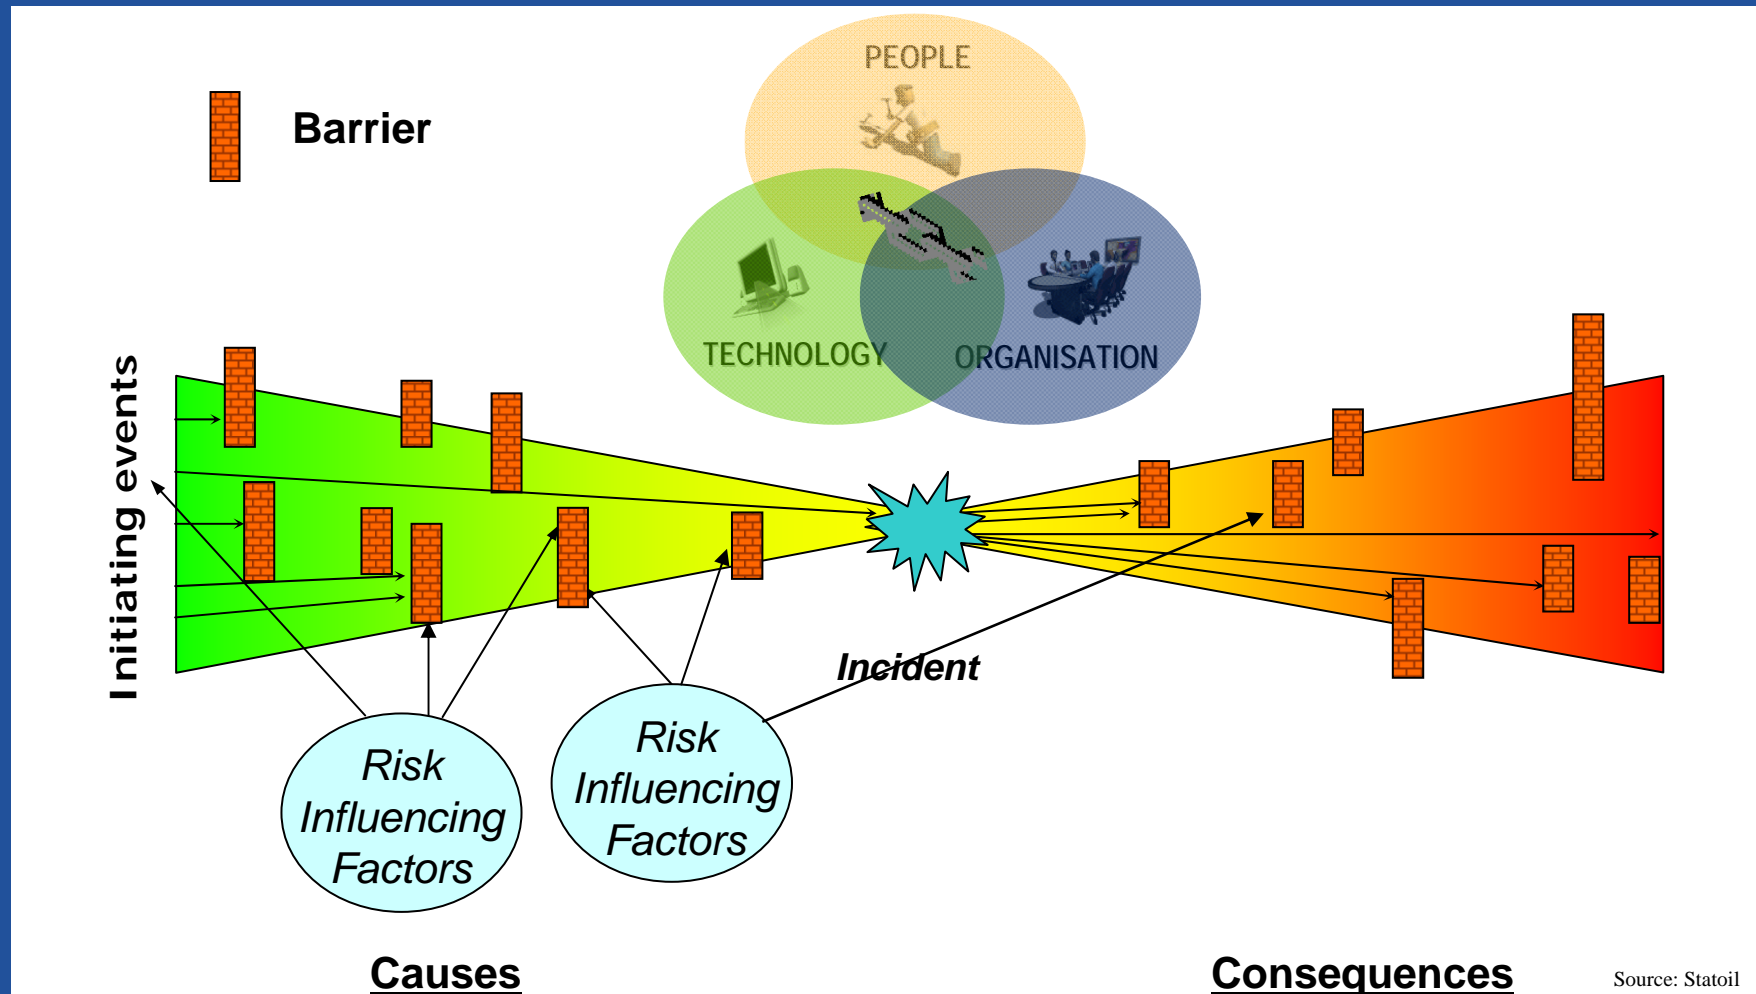 PEOPLE
Barrier
TECHNOLOGY
ORGANISATION
Initiating events
Incident
Risk
Influencing
Factors
Risk
Influencing
Factors
Causes
Consequences
Source: Statoil